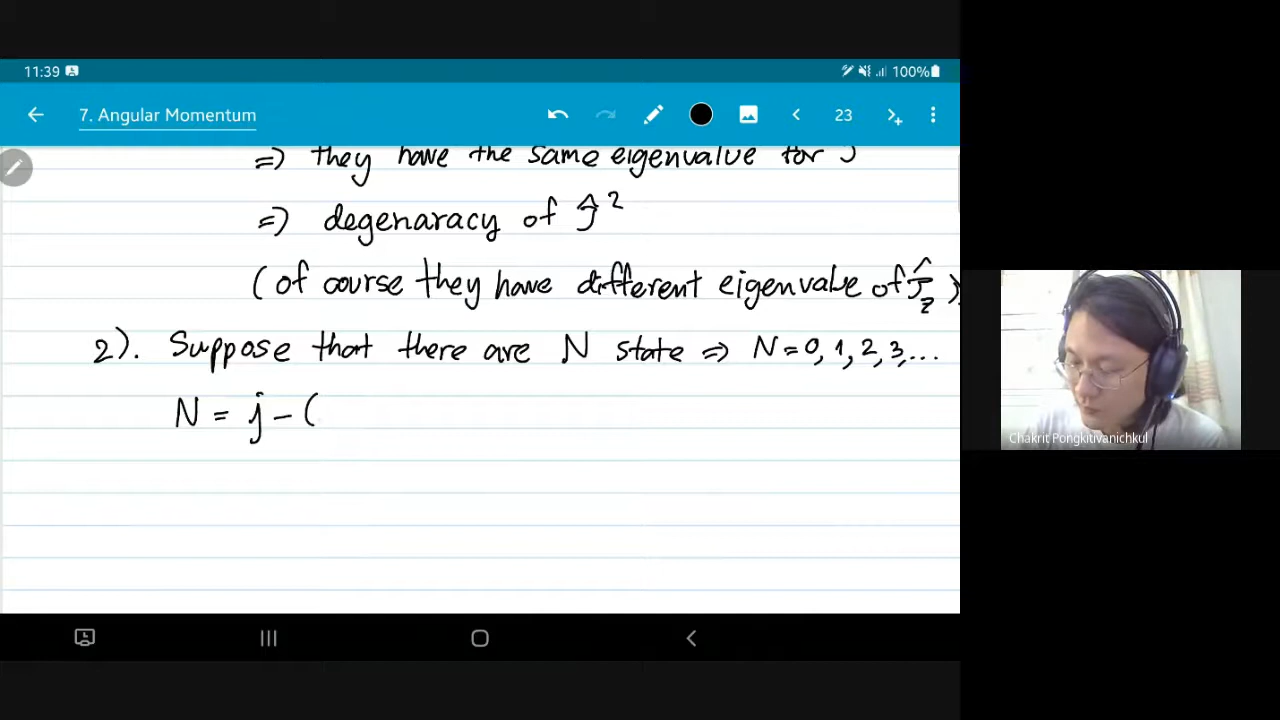 11:39 100%
7. Angular Momentum 23
=) they have the same eigenvalue for J
=) degenaracy of Ĵ²
(of course they have different eigenvalue of Ĵz)
2). Suppose that there are N state => N=0, 1, 2, 3,...
N = j - (
Chakrit Pongkitivanichkul